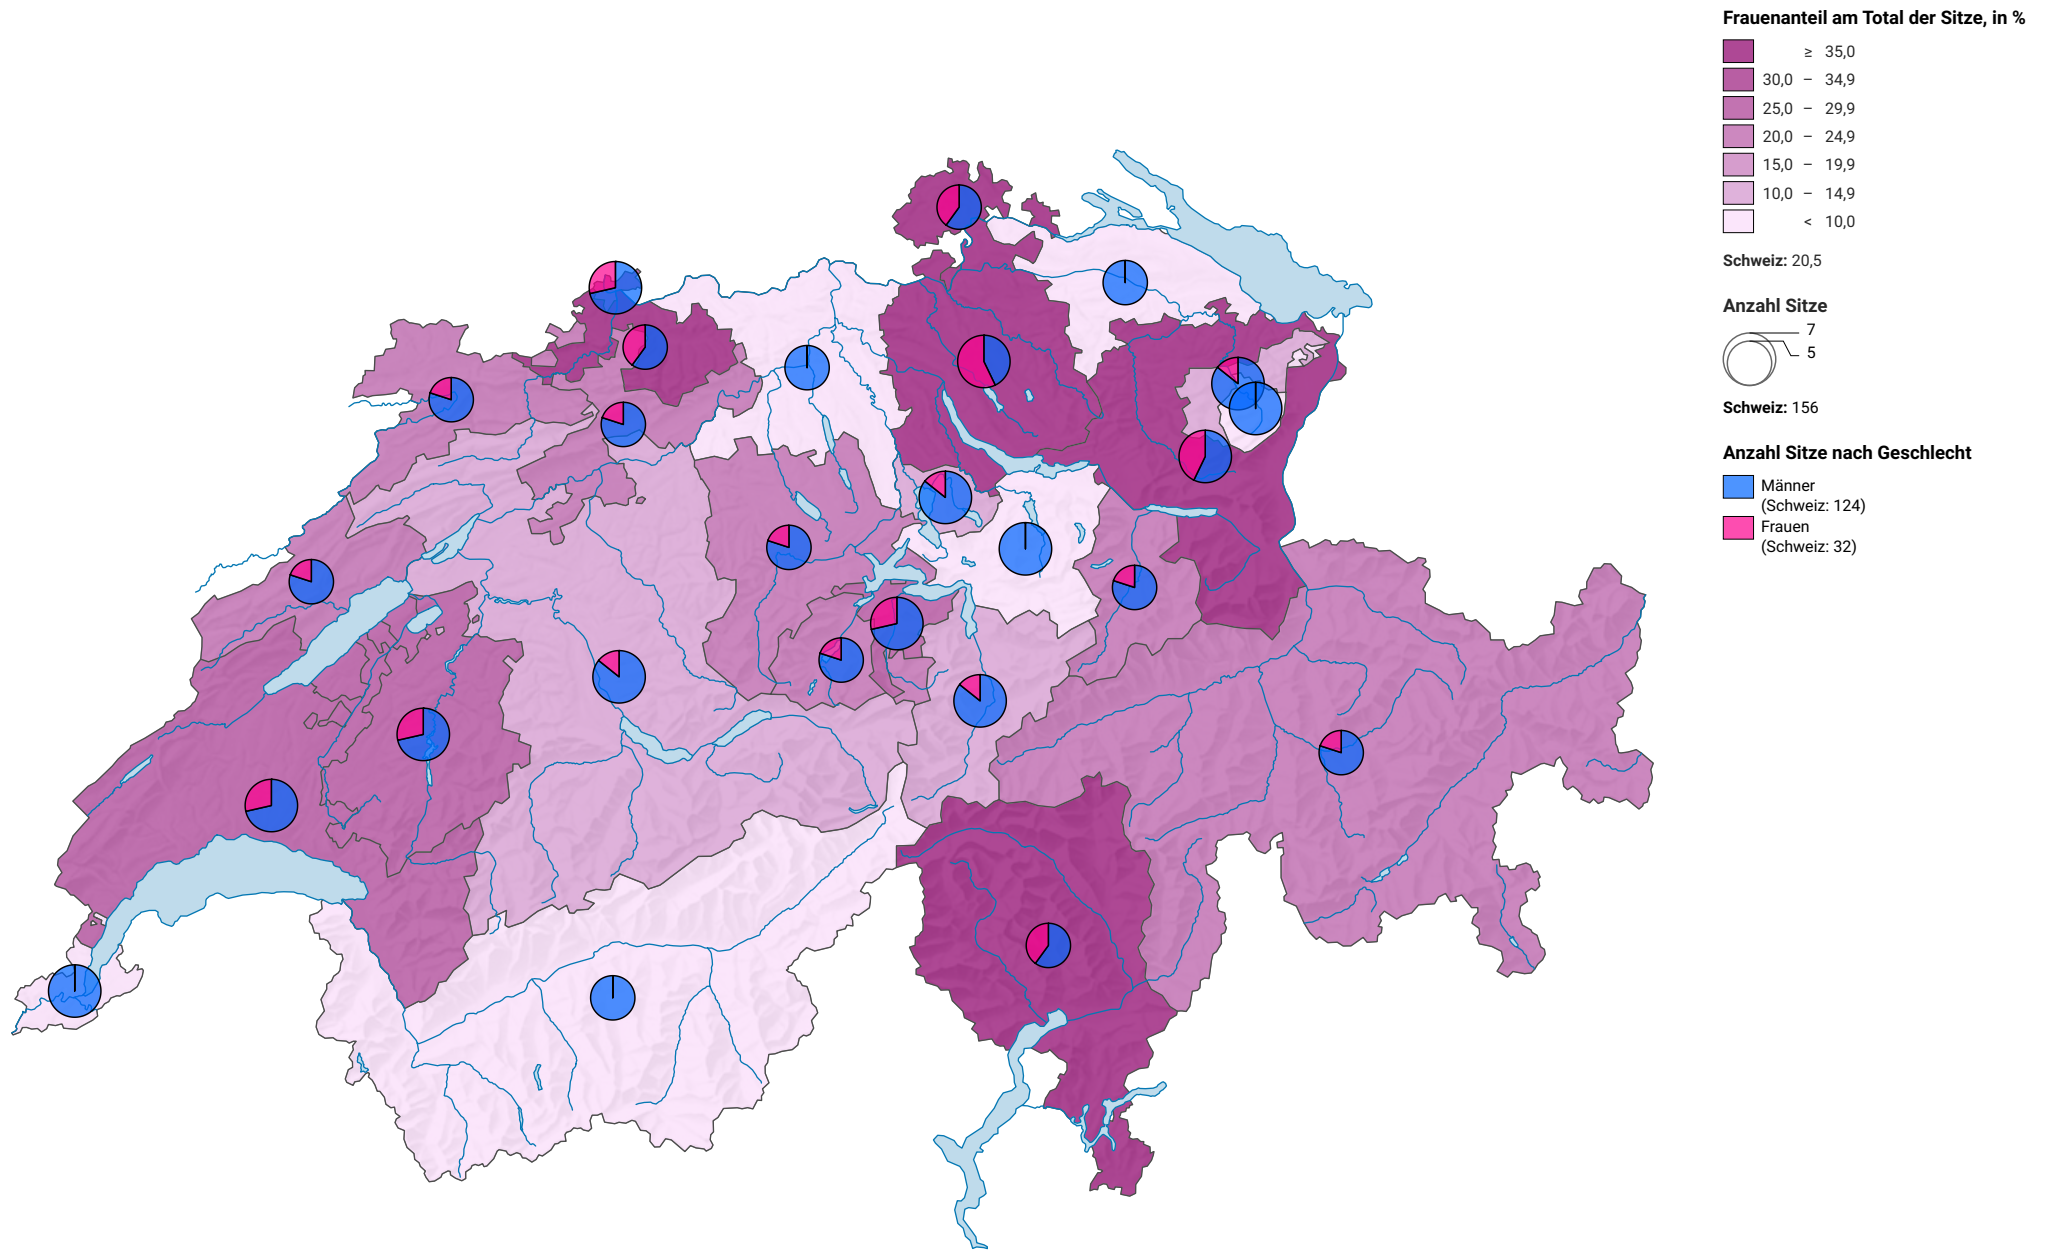 Frauenanteil am Total der Sitze, in %
≥ 35,0
30,0 – 34,9
25,0 – 29,9
20,0 – 24,9
15,0 – 19,9
10,0 – 14,9
< 10,0
Schweiz: 20,5
Anzahl Sitze
7
5
Schweiz: 156
Anzahl Sitze nach Geschlecht
Männer
(Schweiz: 124)
Frauen
(Schweiz: 32)